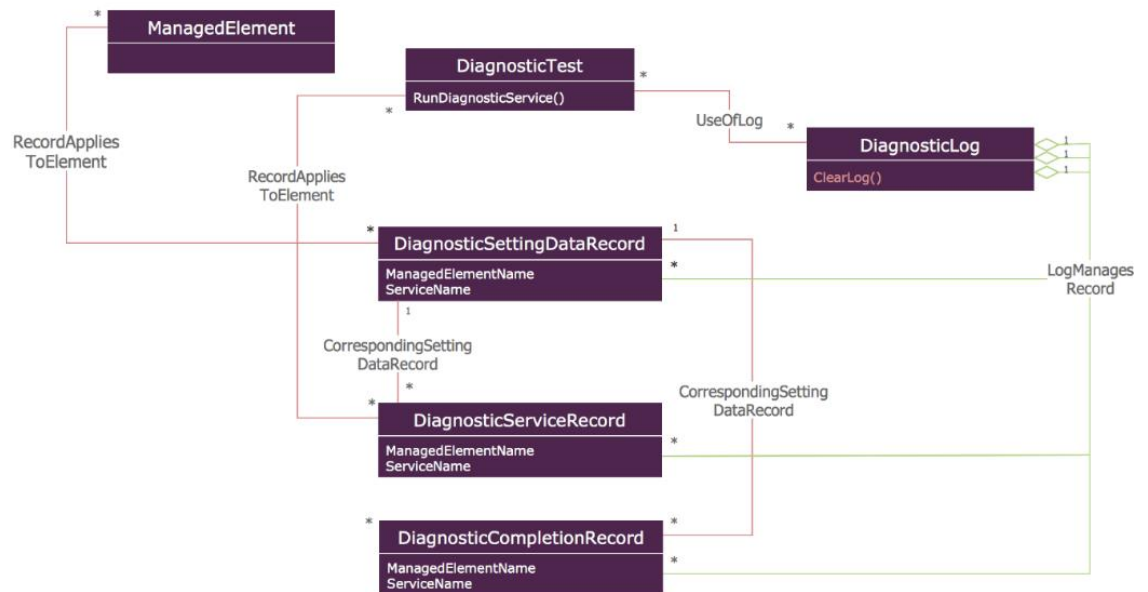 *
ManagedElement
DiagnosticTest
RunDiagnosticService()
*
*
UseOfLog
*
DiagnosticLog
ClearLog()
1
1
1
RecordApplies
ToElement
RecordApplies
ToElement
*
DiagnosticSettingDataRecord
ManagedElementName
ServiceName
1
*
LogManages
Record
1
CorrespondingSetting
DataRecord
*
CorrespondingSetting
DataRecord
*
DiagnosticServiceRecord
ManagedElementName
ServiceName
*
*
DiagnosticCompletionRecord
ManagedElementName
ServiceName
*
*